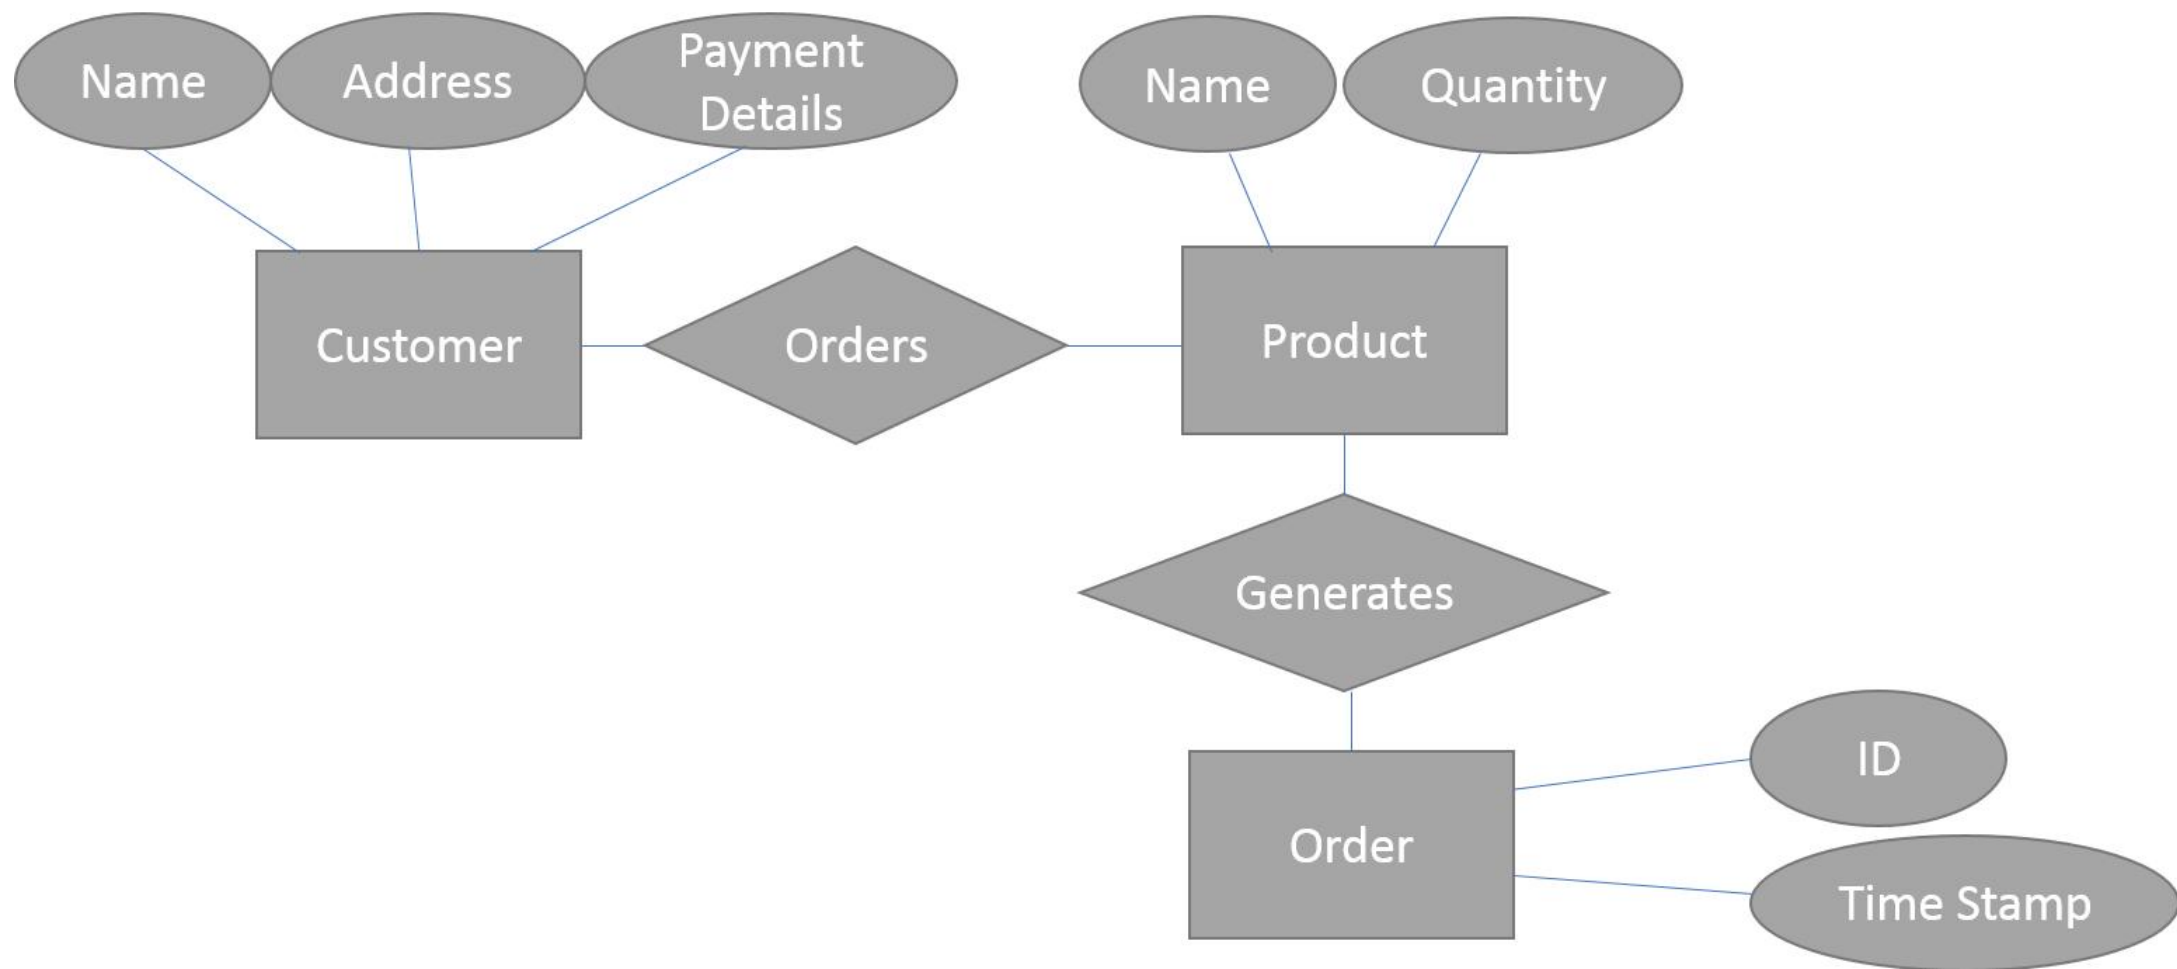 Name
Address
Payment
Details
Name
Quantity
Customer
Orders
Product
Generates
ID
Order
Time Stamp